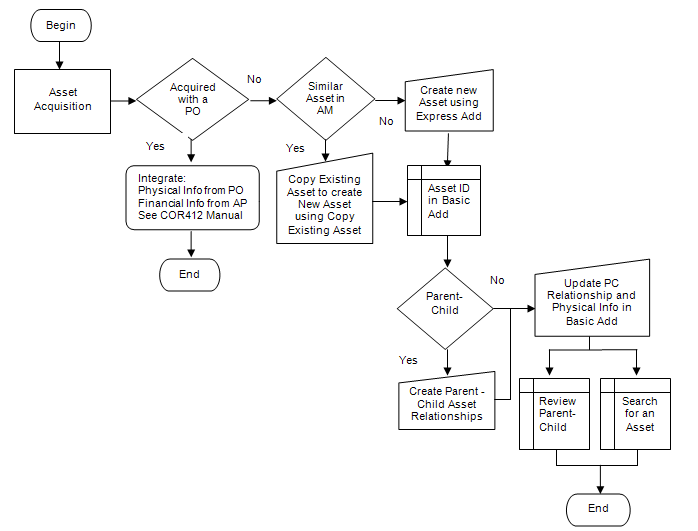 Begin
Asset
Acquisition
Acquired
with a
PO
No
Similar
Asset in
AM
No
Create new
Asset using
Express Add
Yes
Integrate:
Physical Info from PO
Financial Info from AP
See COR412 Manual
End
Yes
Copy Existing
Asset to create
New Asset
using Copy
Existing Asset
Asset ID
in Basic
Add
Parent-
Child
No
Update PC
Relationship and
Physical Info in
Basic Add
Yes
Create Parent -
Child Asset
Relationships
Review
Parent-
Child
Search
for an
Asset
End